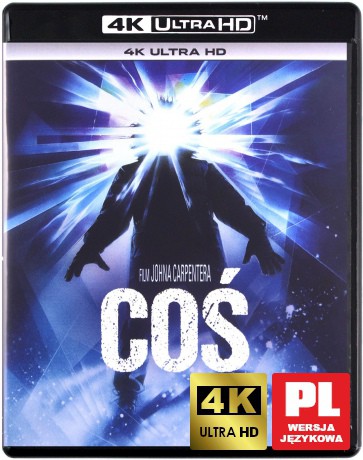 4K ULTRA HD™
4K ULTRA HD
FILM JOHNA CARPENTERA
COŚ
4K
ULTRA HD
PL
WERSJA
JĘZYKOWA